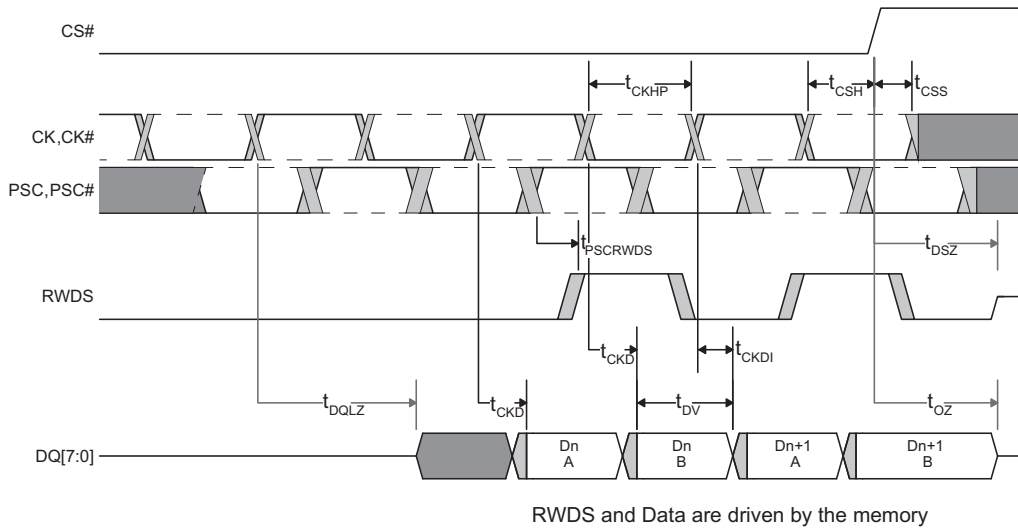 CS#
tCKHP
tCSH
tCSS
CK,CK#
PSC,PSC#
tPSCRWDS
tDSZ
RWDS
tCKD
tCKDI
tDQLZ
tCKD
tDV
tOZ
DQ[7:0]
Dn
A
Dn
B
Dn+1
A
Dn+1
B
RWDS and Data are driven by the memory